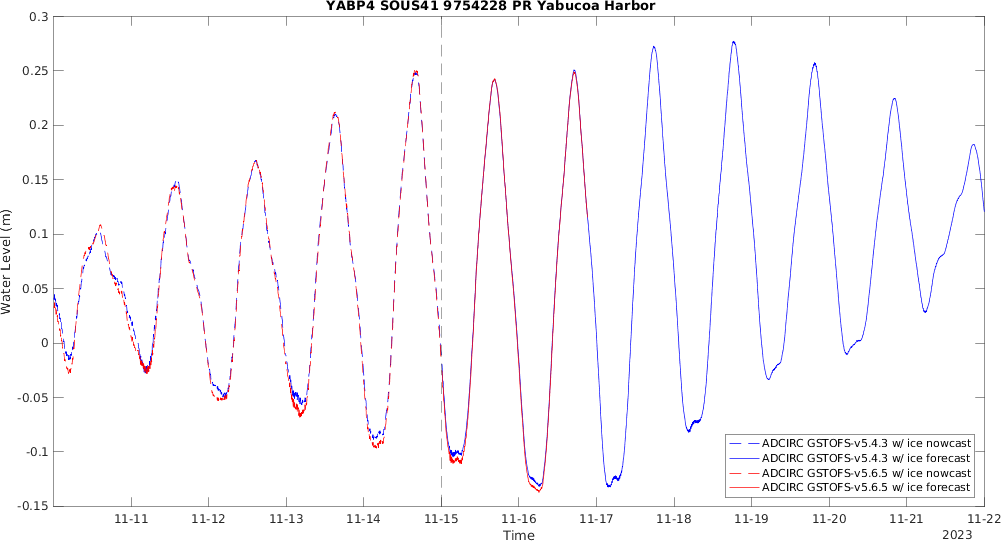 YABP4 SOUS41 9754228 PR Yabucoa Harbor
0.3
0.25
0.2
0.15
0.1
0.05
0
-0.05
-0.1
-0.15
Water Level (m)
ADCIRC GSTOFS-v5.4.3 w/ ice nowcast
ADCIRC GSTOFS-v5.4.3 w/ ice forecast
ADCIRC GSTOFS-v5.6.5 w/ ice nowcast
ADCIRC GSTOFS-v5.6.5 w/ ice forecast
11-11 11-12 11-13 11-14 11-15 11-16 11-17 11-18 11-19 11-20 11-21 11-22
Time
2023